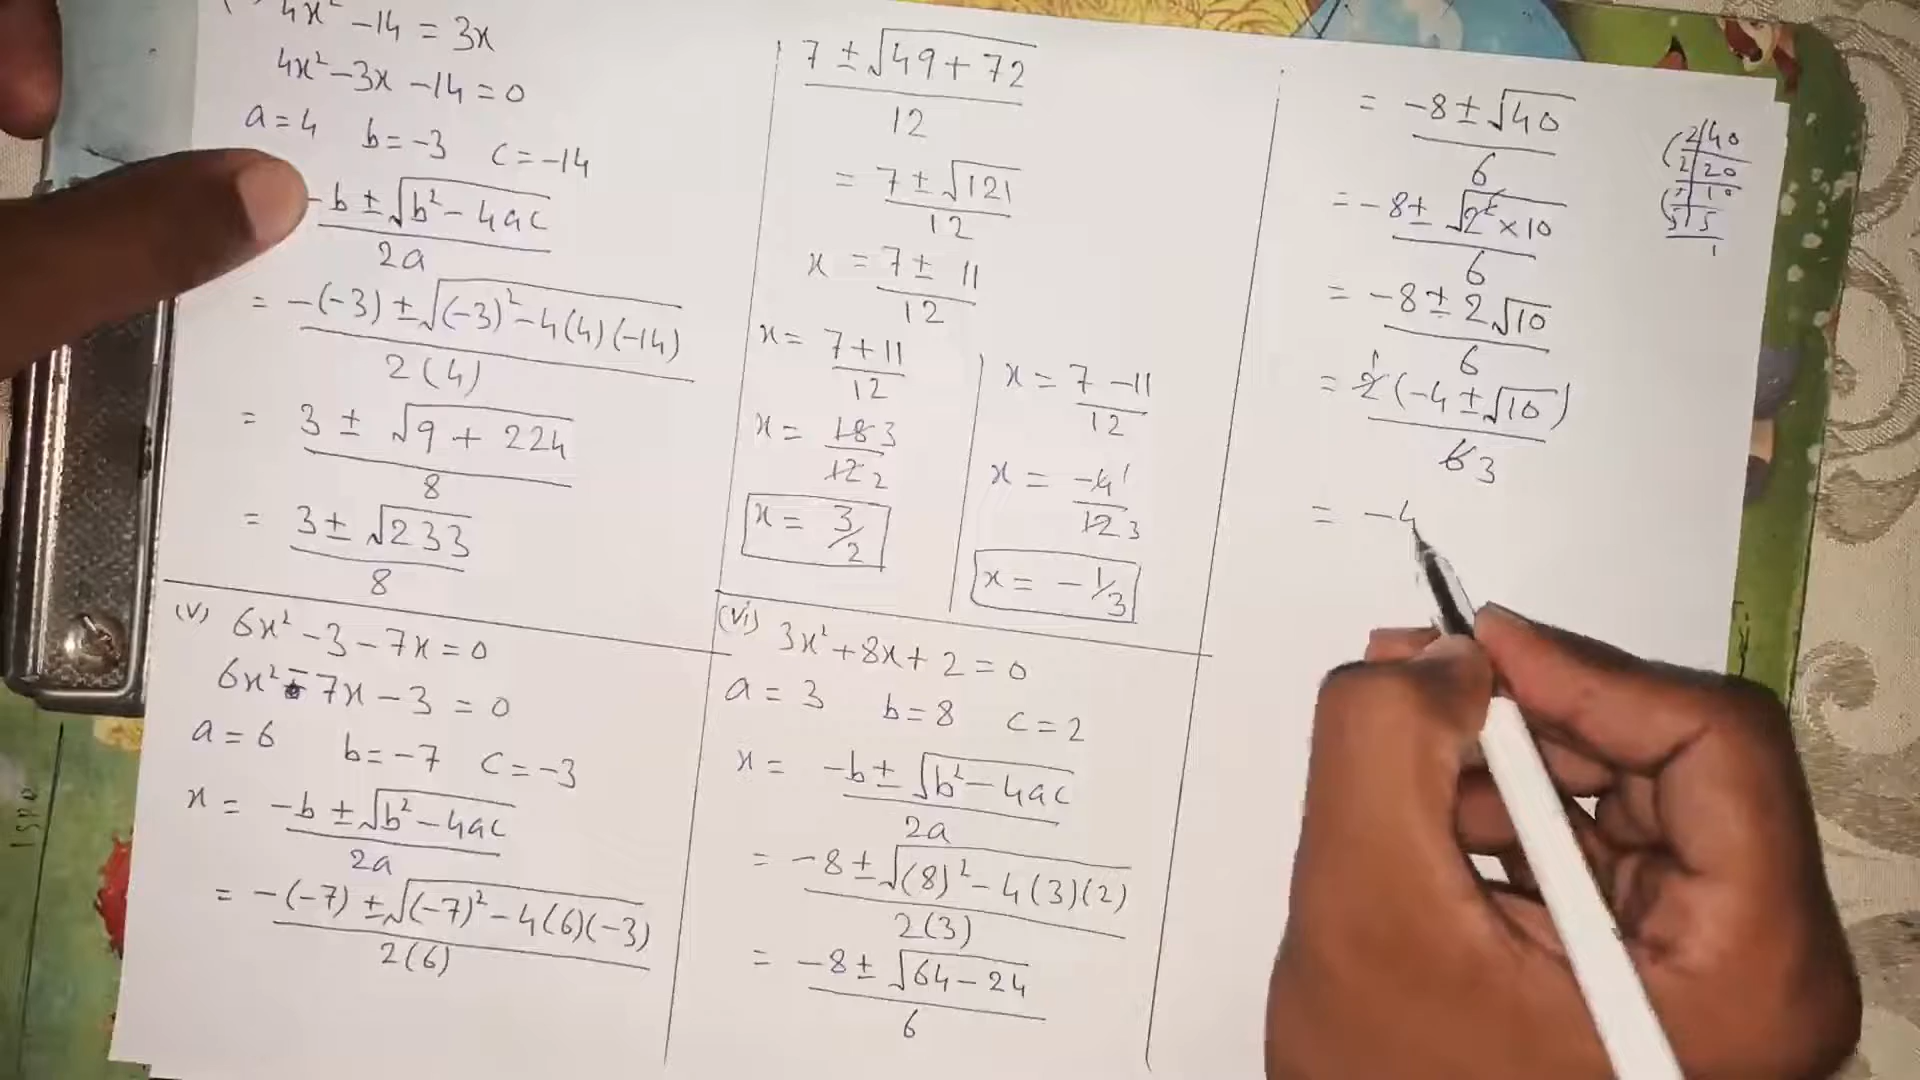 4x² - 14 = 3x
4x² - 3x - 14 = 0
a = 4 b = -3 c = -14
-b ± √b² - 4ac
2a
= -(-3) ± √(-3)² - 4(4)(-14)
2(4)
= 3 ± √9 + 224
8
= 3 ± √233
8
(V) 6x² - 3 - 7x = 0
6x² - 7x - 3 = 0
a = 6 b = -7 c = -3
x = -b ± √b² - 4ac
2a
= -(-7) ± √(-7)² - 4(6)(-3)
2(6)
7 ± √49 + 72
12
= 7 ± √121
12
x = 7 ± 11
12
x = 7 + 11
12
x = 18 3
12 2
x = 3/2
x = 7 - 11
12
x = -4 1
12 3
x = -1/3
(Vi) 3x² + 8x + 2 = 0
a = 3 b = 8 c = 2
x = -b ± √b² - 4ac
2a
= -8 ± √(8)² - 4(3)(2)
2(3)
= -8 ± √64 - 24
6
= -8 ± √40
6
= -8 ± √2² × 10
6
= -8 ± 2√10
6
= 2 1 (-4 ± √10)
6 3
= -4
2 40
2 20
10
5 5
1